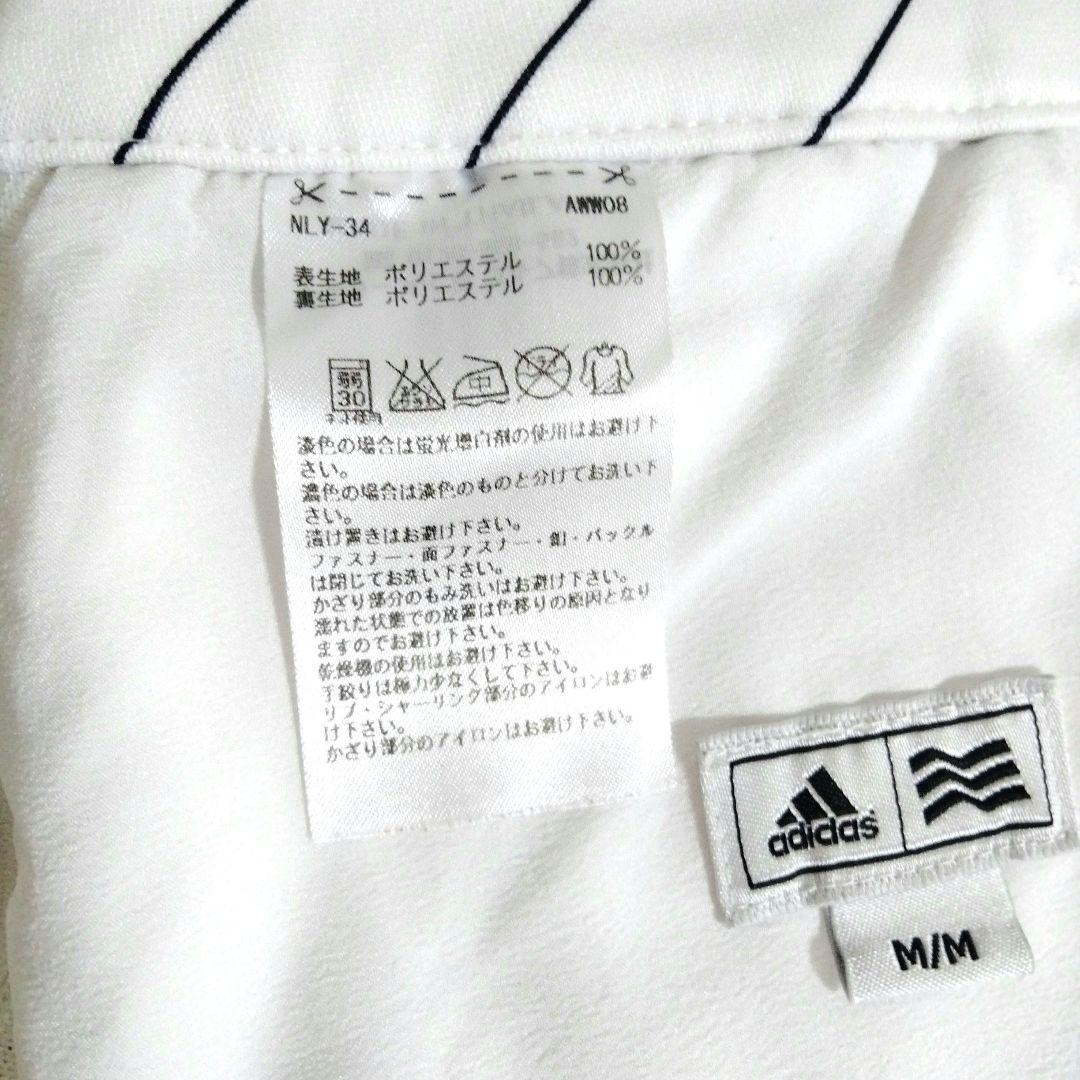 NLY-34 AWW08
表生地 ポリエステル 100%
裏生地 ポリエステル 100%
弱
30
ネット使用
中
淡色の場合は蛍光増白剤の使用はお避け下
さい。
濃色の場合は淡色のものと分けてお洗い下
さい。
漬け置きはお避け下さい。
ファスナー・面ファスナー・釦・バックル
は閉じてお洗い下さい。
かざり部分のもみ洗いはお避け下さい。
濡れた状態での放置は色移りの原因となり
ますのでお避け下さい。
乾燥機の使用はお避け下さい。
手絞りは極力少なくして下さい。
リブ・シャーリング部分のアイロンはお避
け下さい。
かざり部分のアイロンはお避け下さい。
adidas
M/M